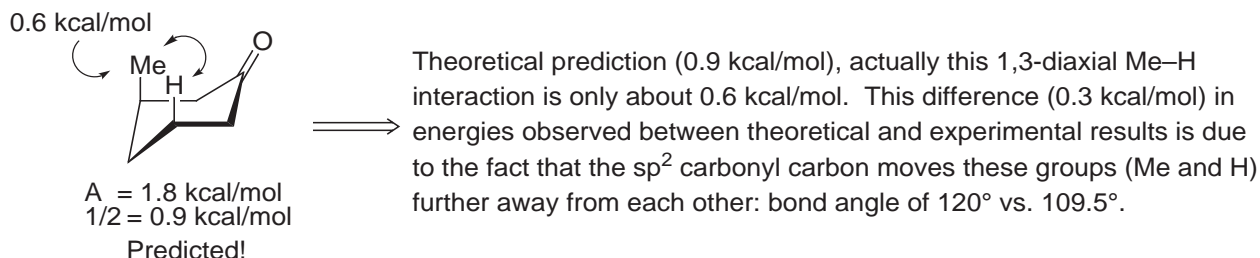 0.6 kcal/mol
O
Me
H
A = 1.8 kcal/mol
1/2 = 0.9 kcal/mol
Predicted!
Theoretical prediction (0.9 kcal/mol), actually this 1,3-diaxial Me–H
interaction is only about 0.6 kcal/mol. This difference (0.3 kcal/mol) in
energies observed between theoretical and experimental results is due
to the fact that the sp² carbonyl carbon moves these groups (Me and H)
further away from each other: bond angle of 120° vs. 109.5°.